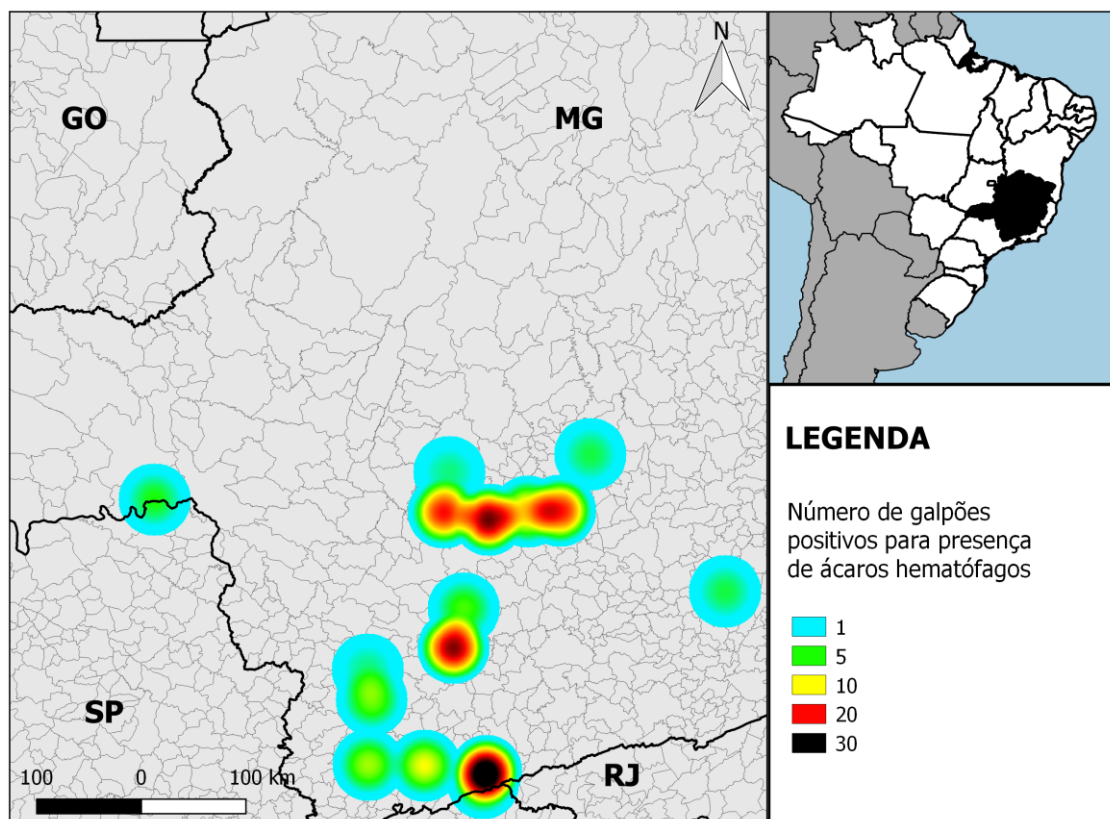 N
GO
MG
SP
RJ
100 0 100 km
LEGENDA
Número de galpões
positivos para presença
de ácaros hematófagos
1
5
10
20
30